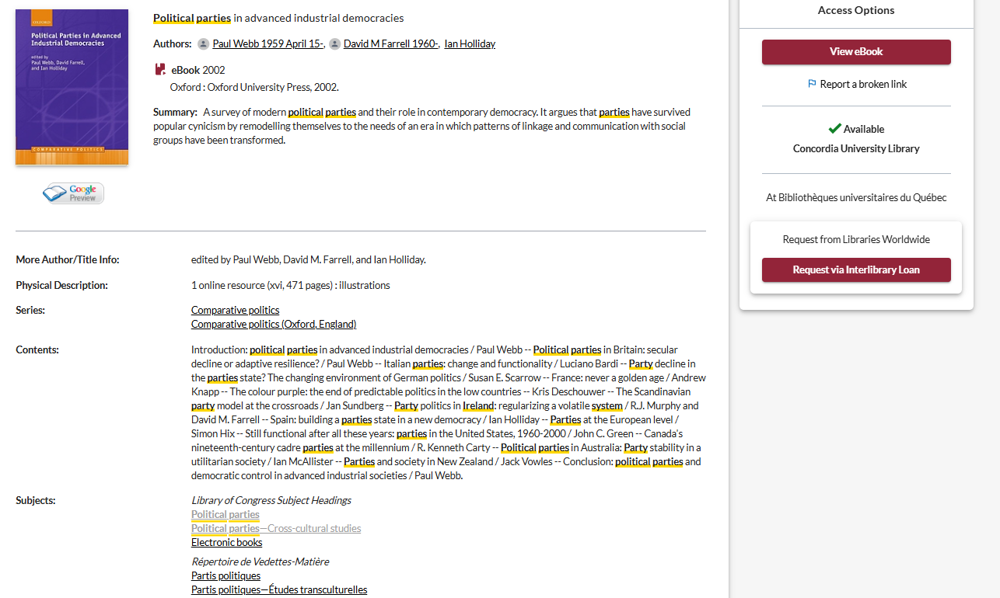 OXFORD
Political Parties in Advanced
Industrial Democracies
edited by
Paul Webb, David Farrell,
and Ian Holliday
COMPARATIVE POLITICS
Google
Preview
Political parties in advanced industrial democracies
Authors: Paul Webb 1959 April 15-, David M Farrell 1960-, Ian Holliday
eBook 2002
Oxford : Oxford University Press, 2002.
Summary: A survey of modern political parties and their role in contemporary democracy. It argues that parties have survived
popular cynicism by remodelling themselves to the needs of an era in which patterns of linkage and communication with social
groups have been transformed.
More Author/Title Info: edited by Paul Webb, David M. Farrell, and Ian Holliday.
Physical Description: 1 online resource (xvi, 471 pages) : illustrations
Series: Comparative politics
Comparative politics (Oxford, England)
Contents: Introduction: political parties in advanced industrial democracies / Paul Webb -- Political parties in Britain: secular
decline or adaptive resilience? / Paul Webb -- Italian parties: change and functionality / Luciano Bardi -- Party decline in
the parties state? The changing environment of German politics / Susan E. Scarrow -- France: never a golden age / Andrew
Knapp -- The colour purple: the end of predictable politics in the low countries -- Kris Deschouwer -- The Scandinavian
party model at the crossroads / Jan Sundberg -- Party politics in Ireland: regularizing a volatile system / R.J. Murphy and
David M. Farrell -- Spain: building a parties state in a new democracy / Ian Holliday -- Parties at the European level /
Simon Hix -- Still functional after all these years: parties in the United States, 1960-2000 / John C. Green -- Canada's
nineteenth-century cadre parties at the millennium / R. Kenneth Carty -- Political parties in Australia: Party stability in a
utilitarian society / Ian McAllister -- Parties and society in New Zealand / Jack Vowles -- Conclusion: political parties and
democratic control in advanced industrial societies / Paul Webb.
Subjects: Library of Congress Subject Headings
Political parties
Political parties—Cross-cultural studies
Electronic books
Répertoire de Vedettes-Matière
Partis politiques
Partis politiques—Études transculturelles
Access Options
View eBook
Report a broken link
Available
Concordia University Library
At Bibliothèques universitaires du Québec
Request from Libraries Worldwide
Request via Interlibrary Loan